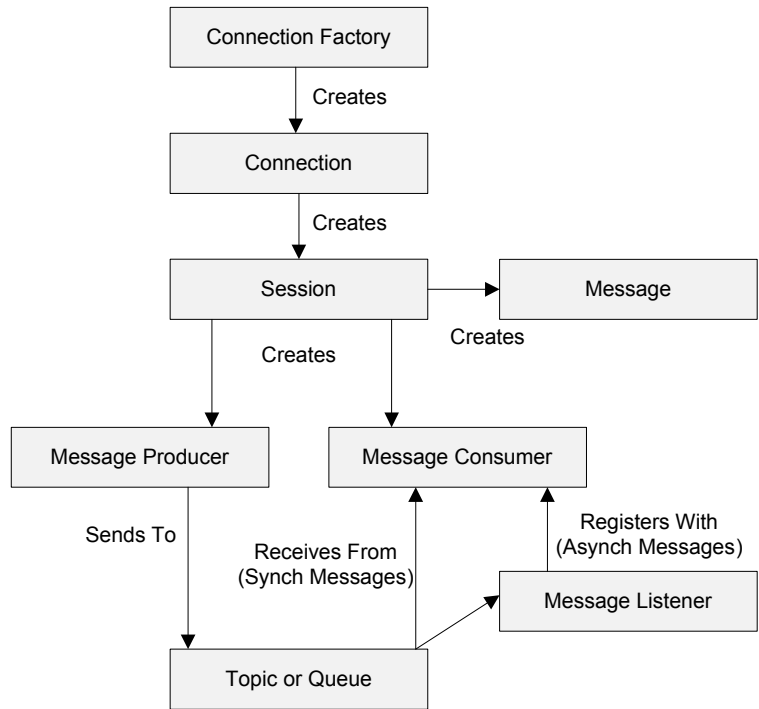 Connection Factory
Creates
Connection
Creates
Session
Message
Creates
Creates
Message Producer
Message Consumer
Sends To
Receives From
(Synch Messages)
Registers With
(Asynch Messages)
Message Listener
Topic or Queue